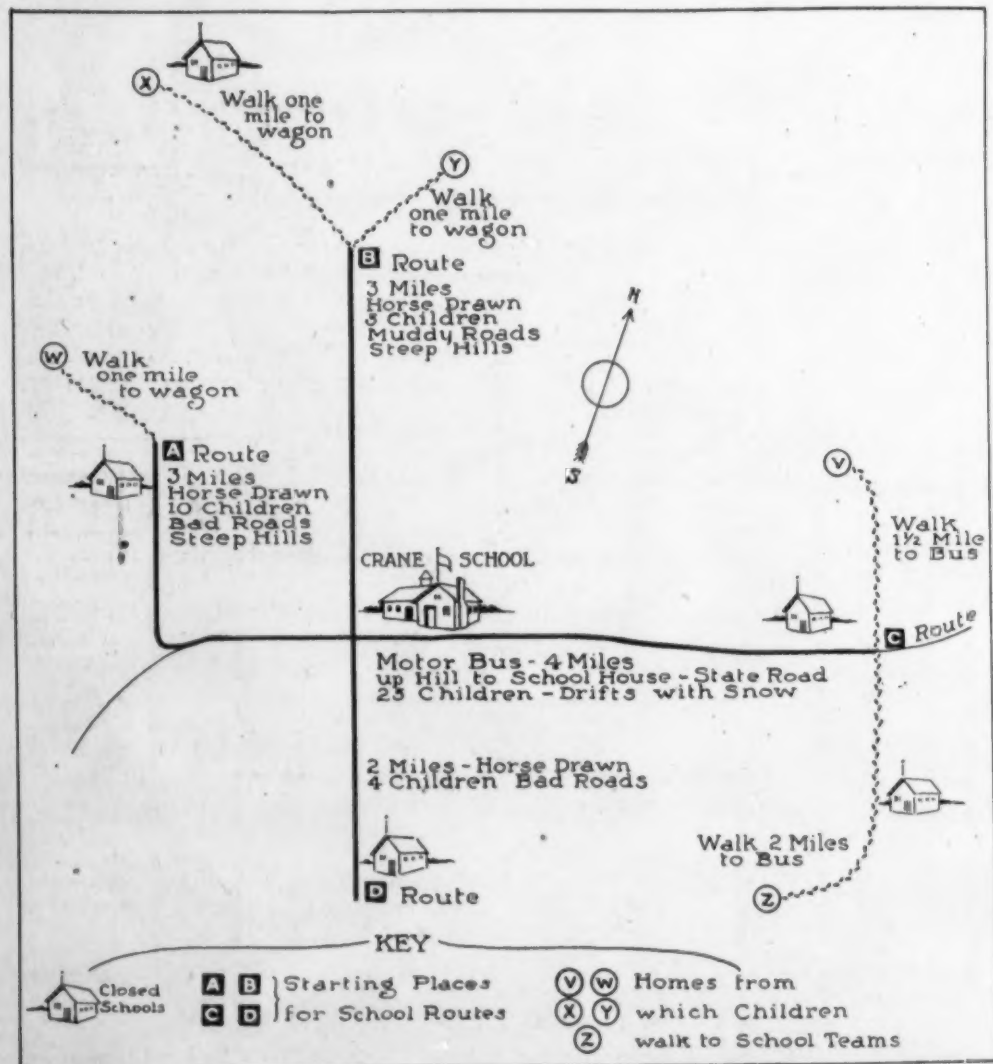 X
Walk one
mile to
wagon
Y
Walk
one mile
to wagon
B Route
3 Miles
Horse Drawn
Children
Muddy Roads
Steep Hills
N
S
W
Walk
one mile
to wagon
A Route
3 Miles
Horse Drawn
10 Children
Bad Roads
Steep Hills
V
Walk
1½ Mile
to Bus
CRANE SCHOOL
C Route
Motor Bus - 4 Miles
up Hill to School House - State Road
Children - Drifts with Snow
2 Miles - Horse Drawn
4 Children Bad Roads
Walk 2 Miles
to Bus
Z
D Route
KEY
Closed
Schools
A B Starting Places
C D for School Routes
V W Homes from
X Y which Children
Z walk to School Teams